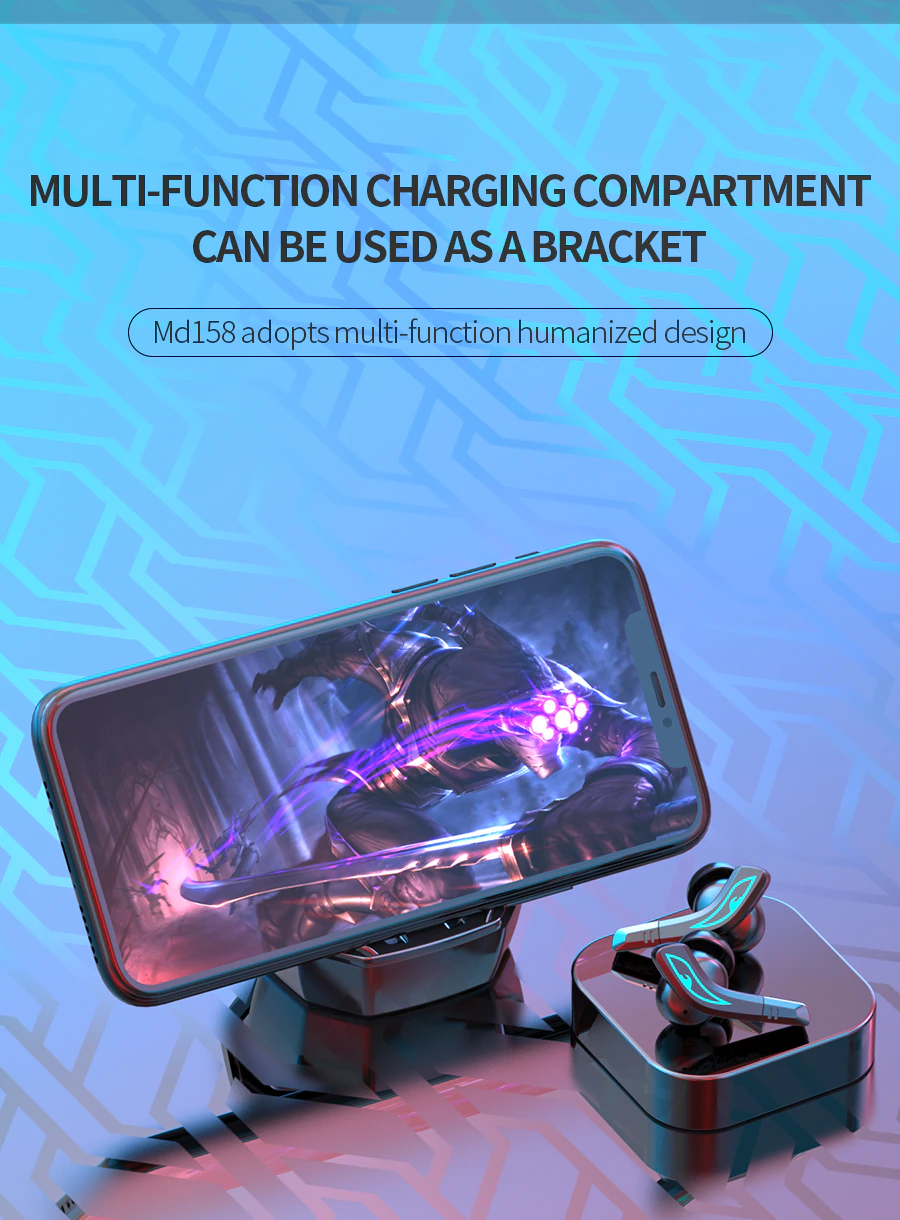 MULTI-FUNCTION CHARGING COMPARTMENT
CAN BE USED AS A BRACKET
Md158 adopts multi-function humanized design